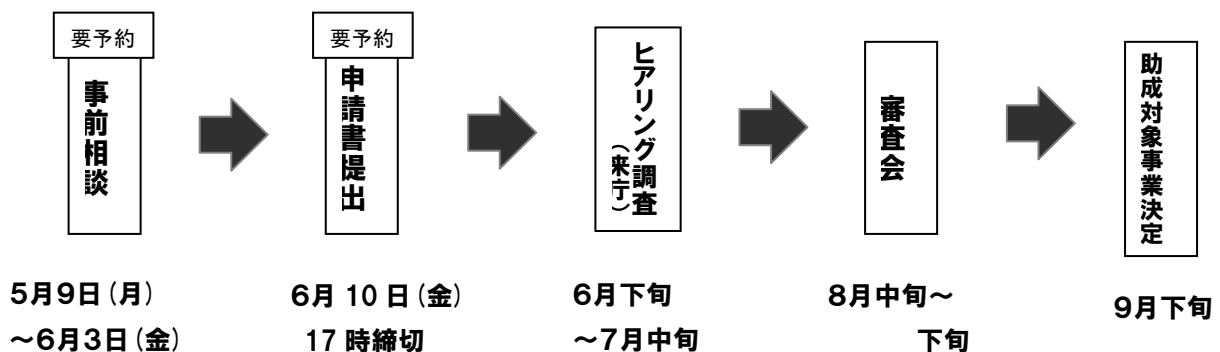 要予約
事前相談
5月9日(月)
～6月3日(金)
要予約
申請書提出
6月 10 日(金)
17 時締切
ヒアリング調査
(来庁)
6月下旬
～7月中旬
審査会
8月中旬～
下旬
助成対象事業決定
9月下旬